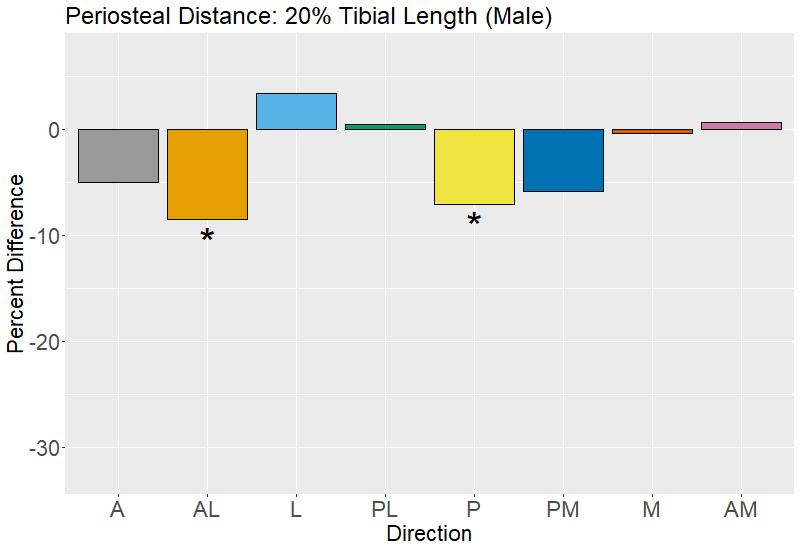 Periosteal Distance: 20% Tibial Length (Male)
Percent Difference
0
-10
-20
-30
*
*
A AL L PL P PM M AM
Direction